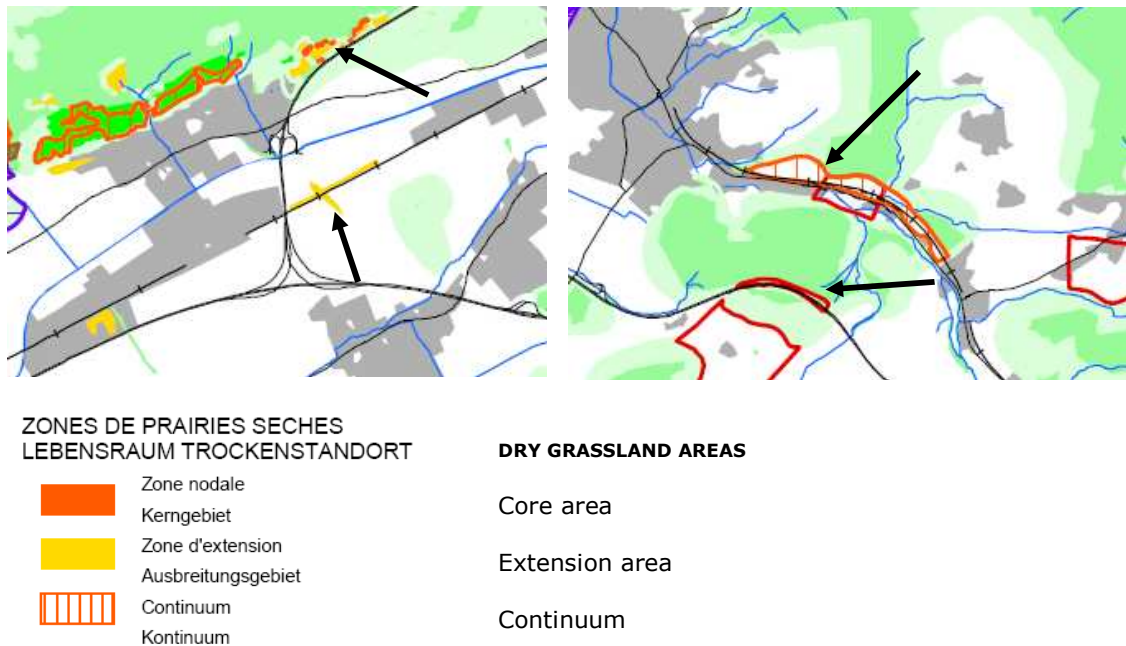 ZONES DE PRAIRIES SECHES
LEBENSRAUM TROCKENSTANDORT
Zone nodale
Kerngebiet
Zone d'extension
Ausbreitungsgebiet
Continuum
Kontinuum
DRY GRASSLAND AREAS
Core area
Extension area
Continuum